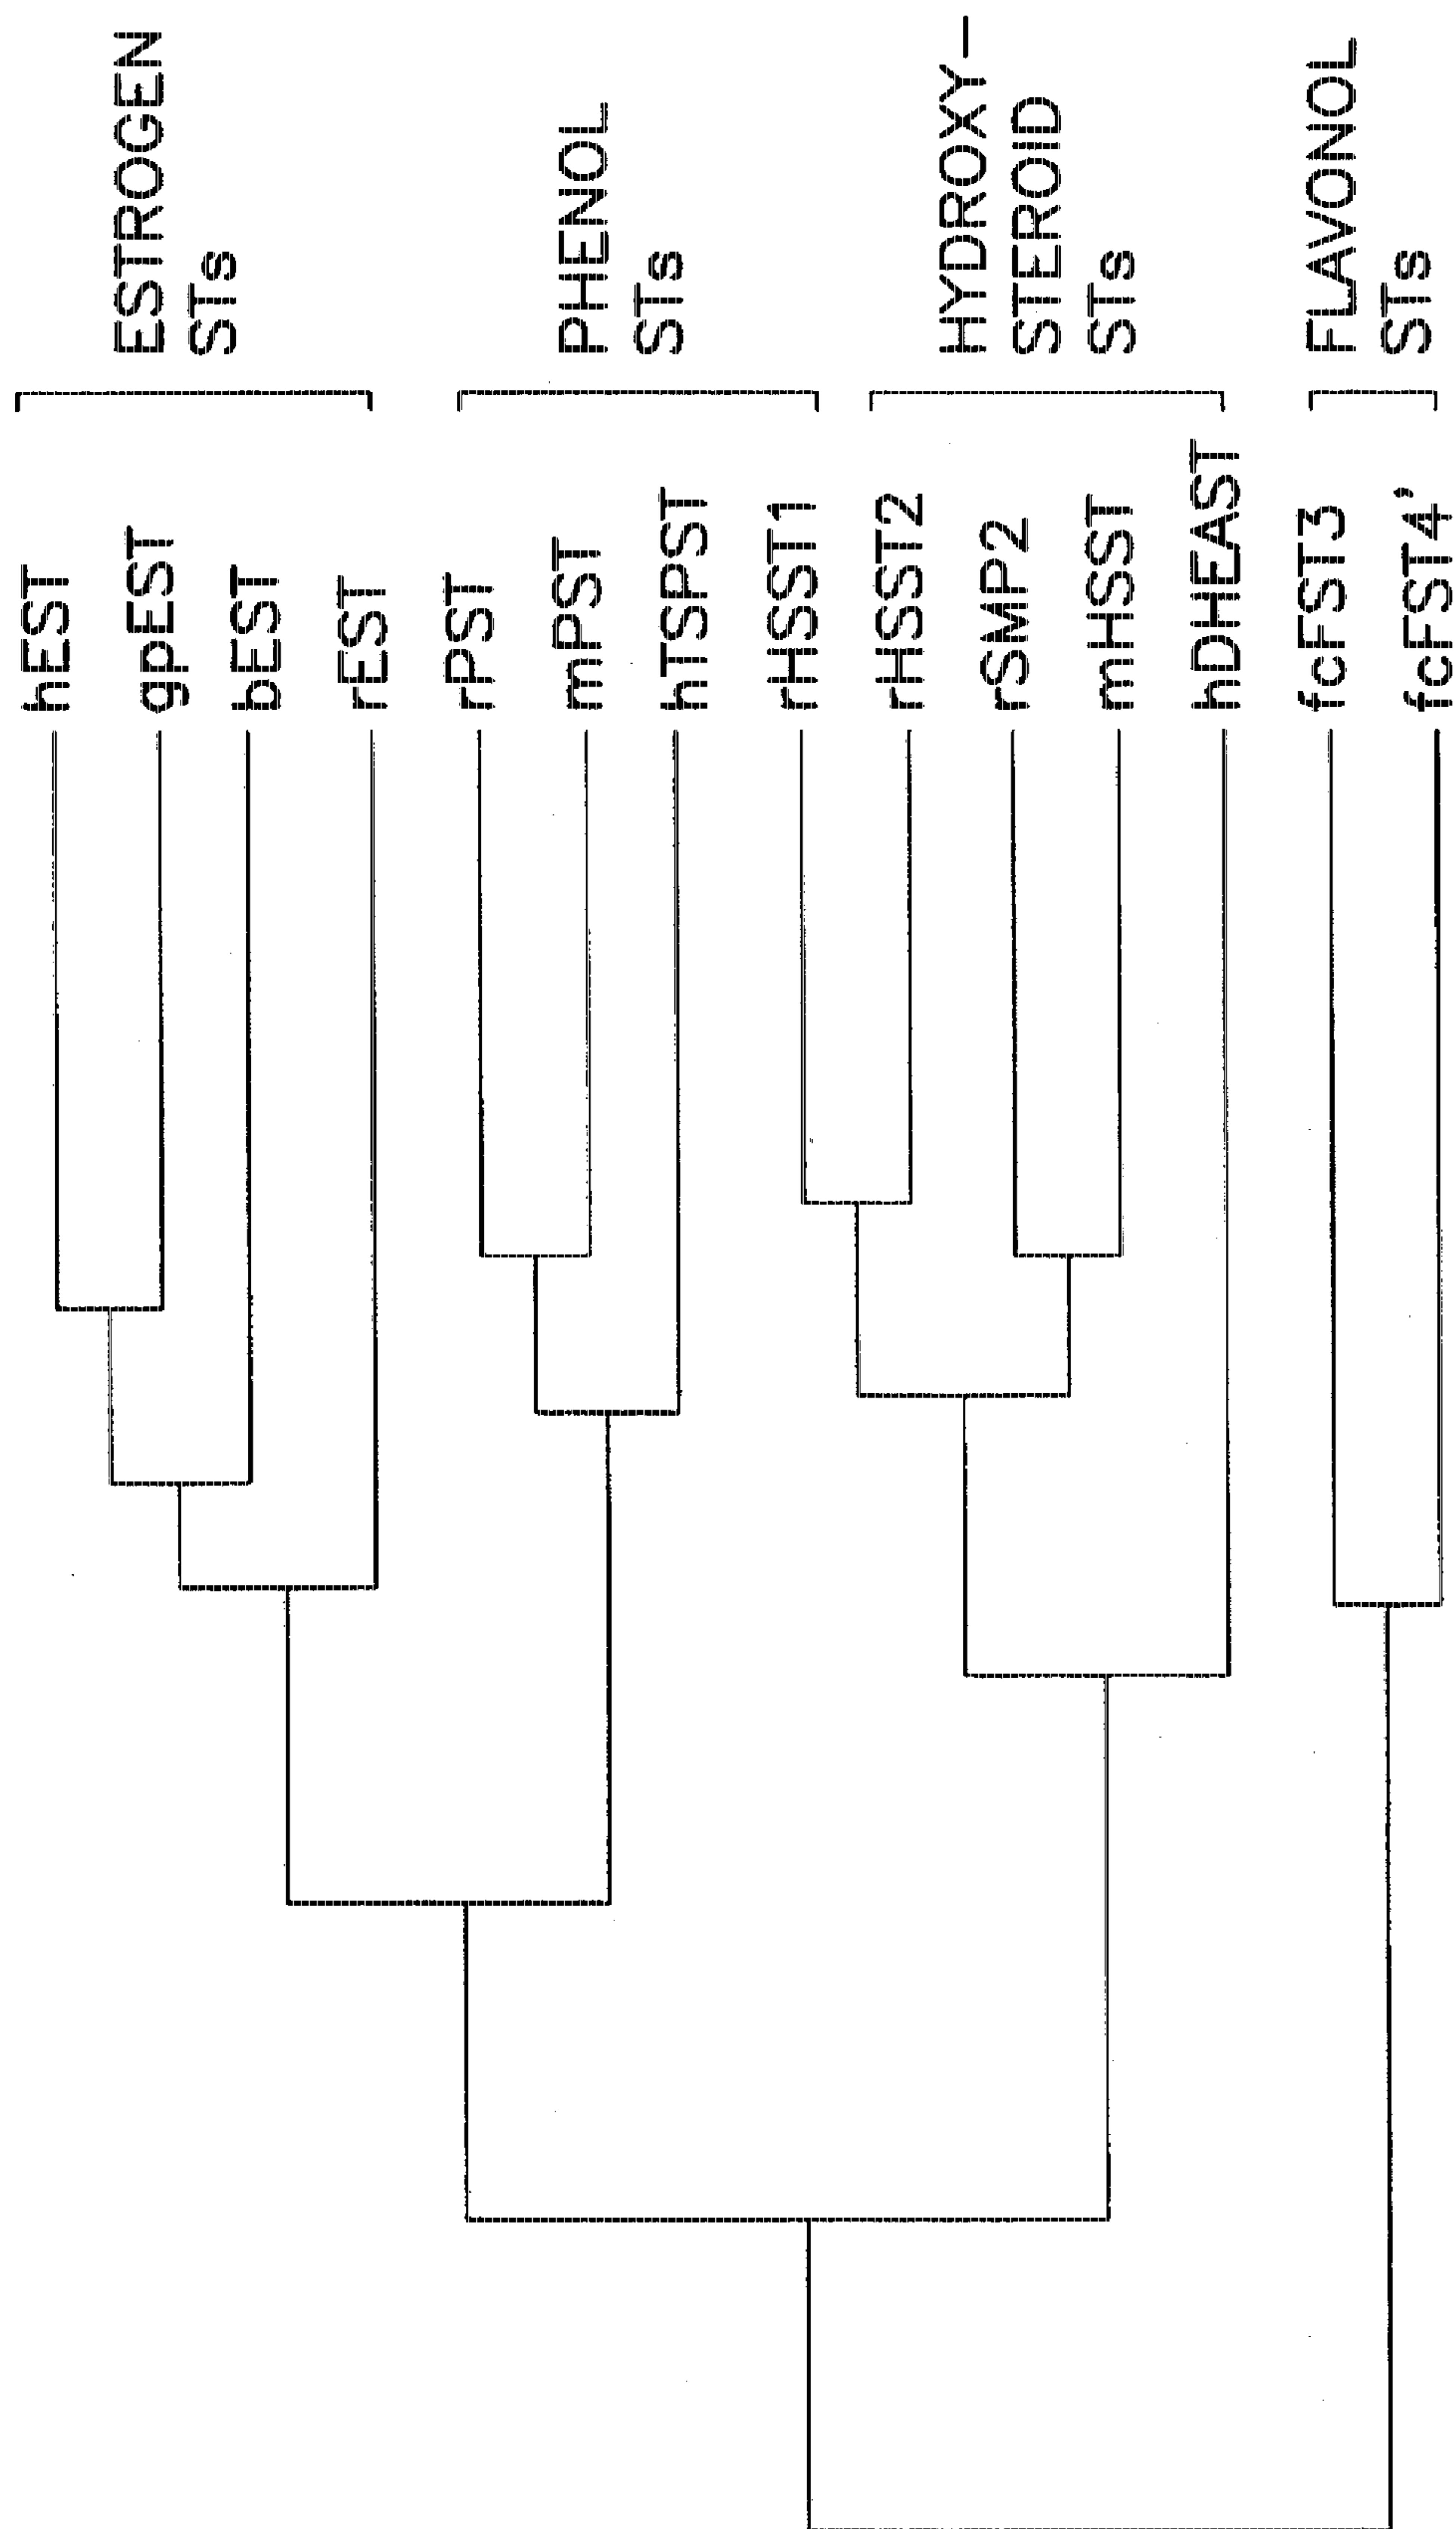 hEST
gpEST
bEST
rEST
rPST
mPST
hTSPST
rHSST1
rHSST2
rSMP2
mHSST
hDHEAST
fcFST3
fcFST4’
ESTROGEN
STs
PHENOL
STs
HYDROXY-
STEROID
STs
FLAVONOL
STs